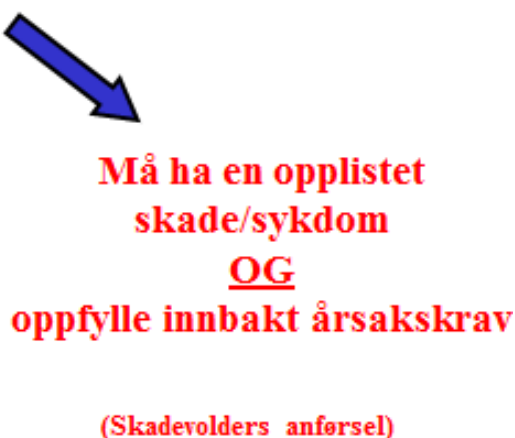 Må ha en opplistet
skade/sykdom
OG
oppfylle innbakt årsakskrav
(Skadevolders anførsel)